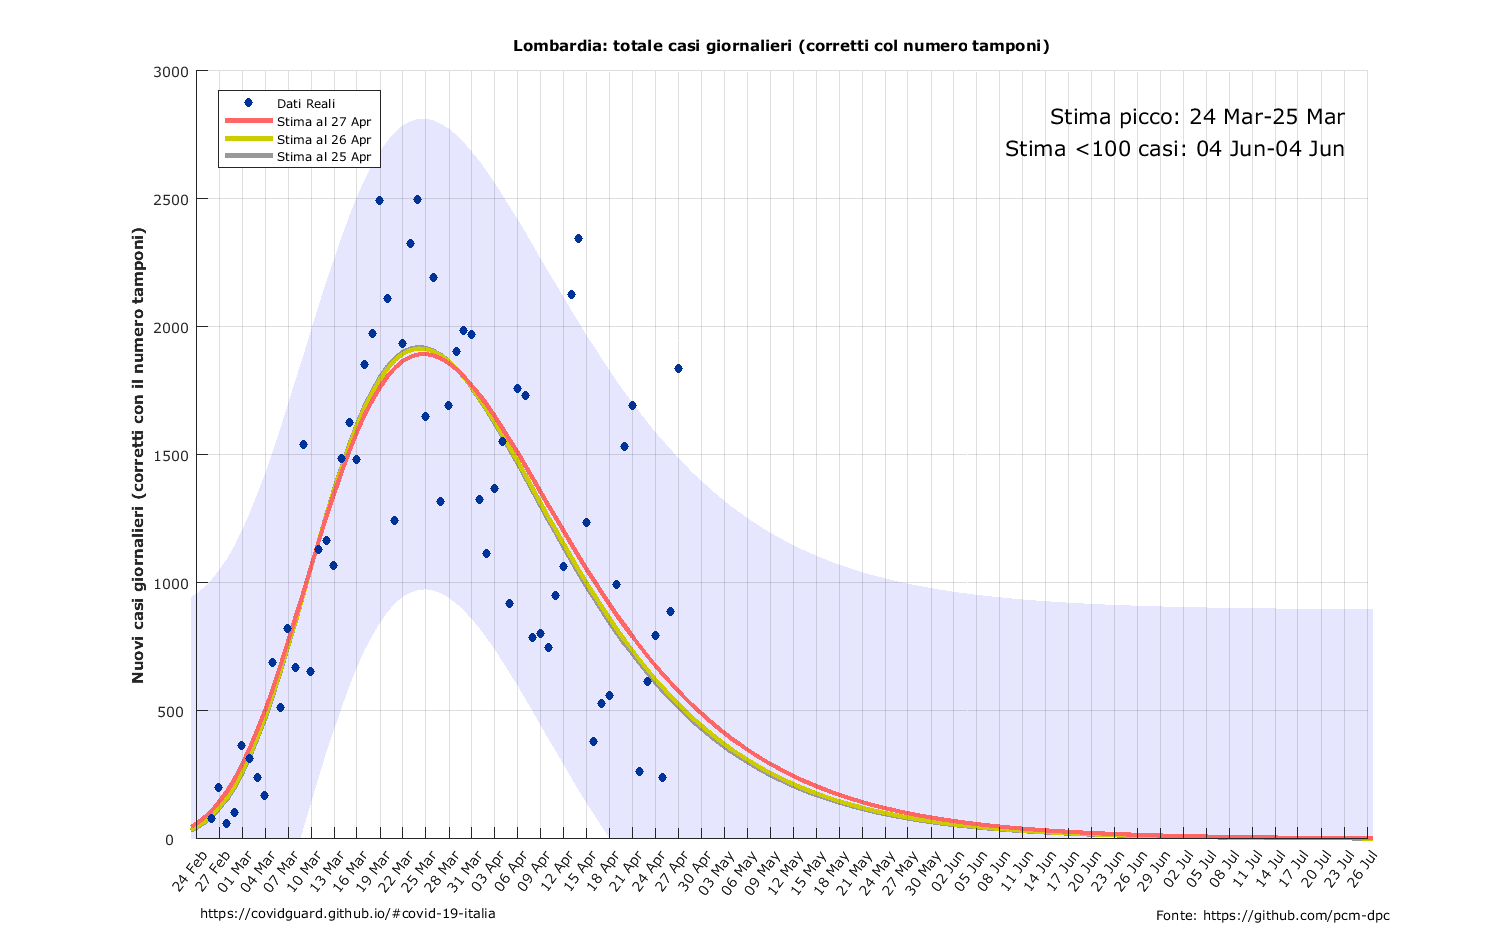 Lombardia: totale casi giornalieri (corretti col numero tamponi)
Dati Reali
Stima al 27 Apr
Stima al 26 Apr
Stima al 25 Apr
Stima picco: 24 Mar-25 Mar
Stima <100 casi: 04 Jun-04 Jun
Nuovi casi giornalieri (corretti con il numero tamponi)
3000
2500
2000
1500
1000
500
0
24 Feb
27 Feb
01 Mar
04 Mar
07 Mar
10 Mar
13 Mar
16 Mar
19 Mar
22 Mar
25 Mar
28 Mar
31 Mar
03 Apr
06 Apr
09 Apr
12 Apr
15 Apr
18 Apr
21 Apr
24 Apr
27 Apr
30 Apr
03 May
06 May
09 May
12 May
15 May
18 May
21 May
24 May
27 May
30 May
02 Jun
05 Jun
08 Jun
11 Jun
14 Jun
17 Jun
20 Jun
23 Jun
26 Jun
29 Jun
02 Jul
05 Jul
08 Jul
11 Jul
14 Jul
17 Jul
20 Jul
23 Jul
26 Jul
https://covidguard.github.io/#covid-19-italia
Fonte: https://github.com/pcm-dpc